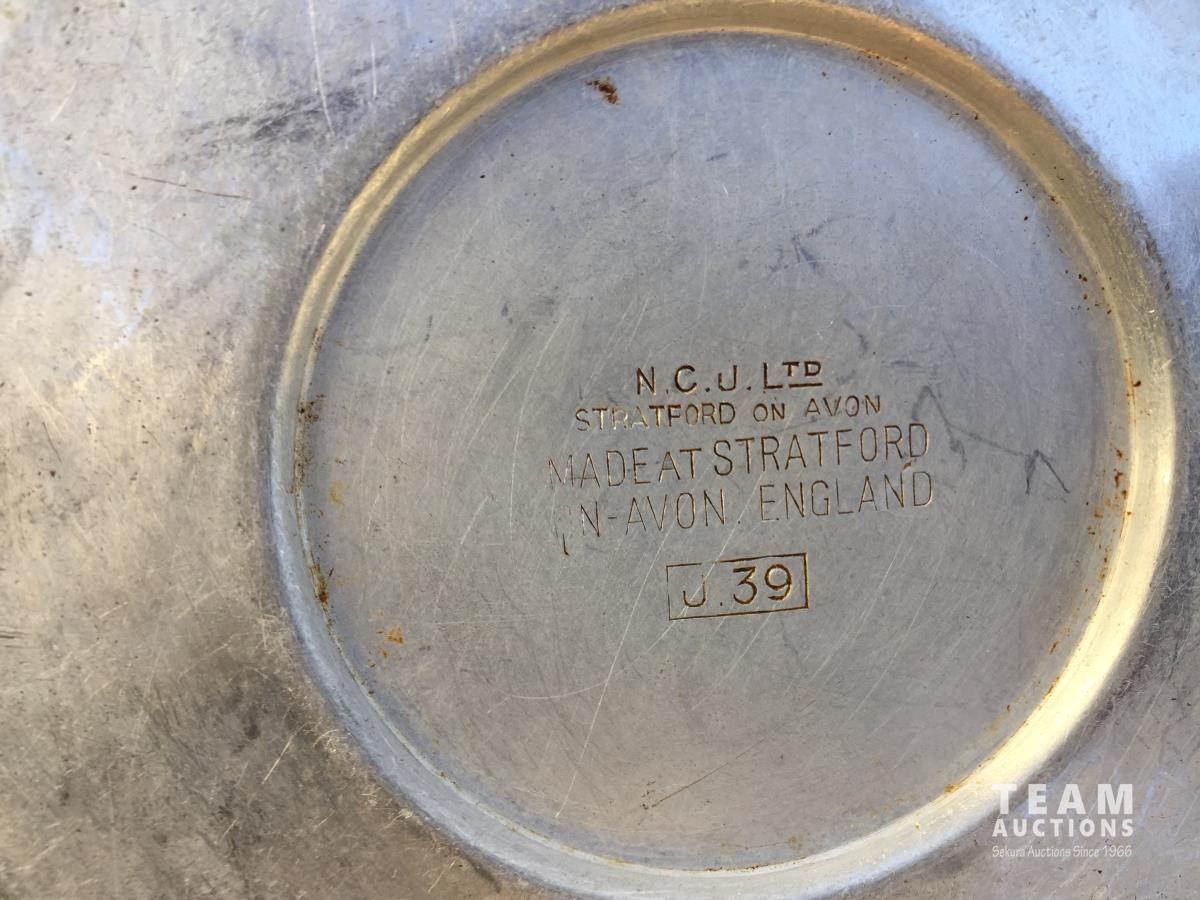 N.C.J. LTD
STRATFORD ON AVON
MADE AT STRATFORD
ON-AVON. ENGLAND
J.39
TEAM
AUCTIONS
Sekura Auctions Since 1966